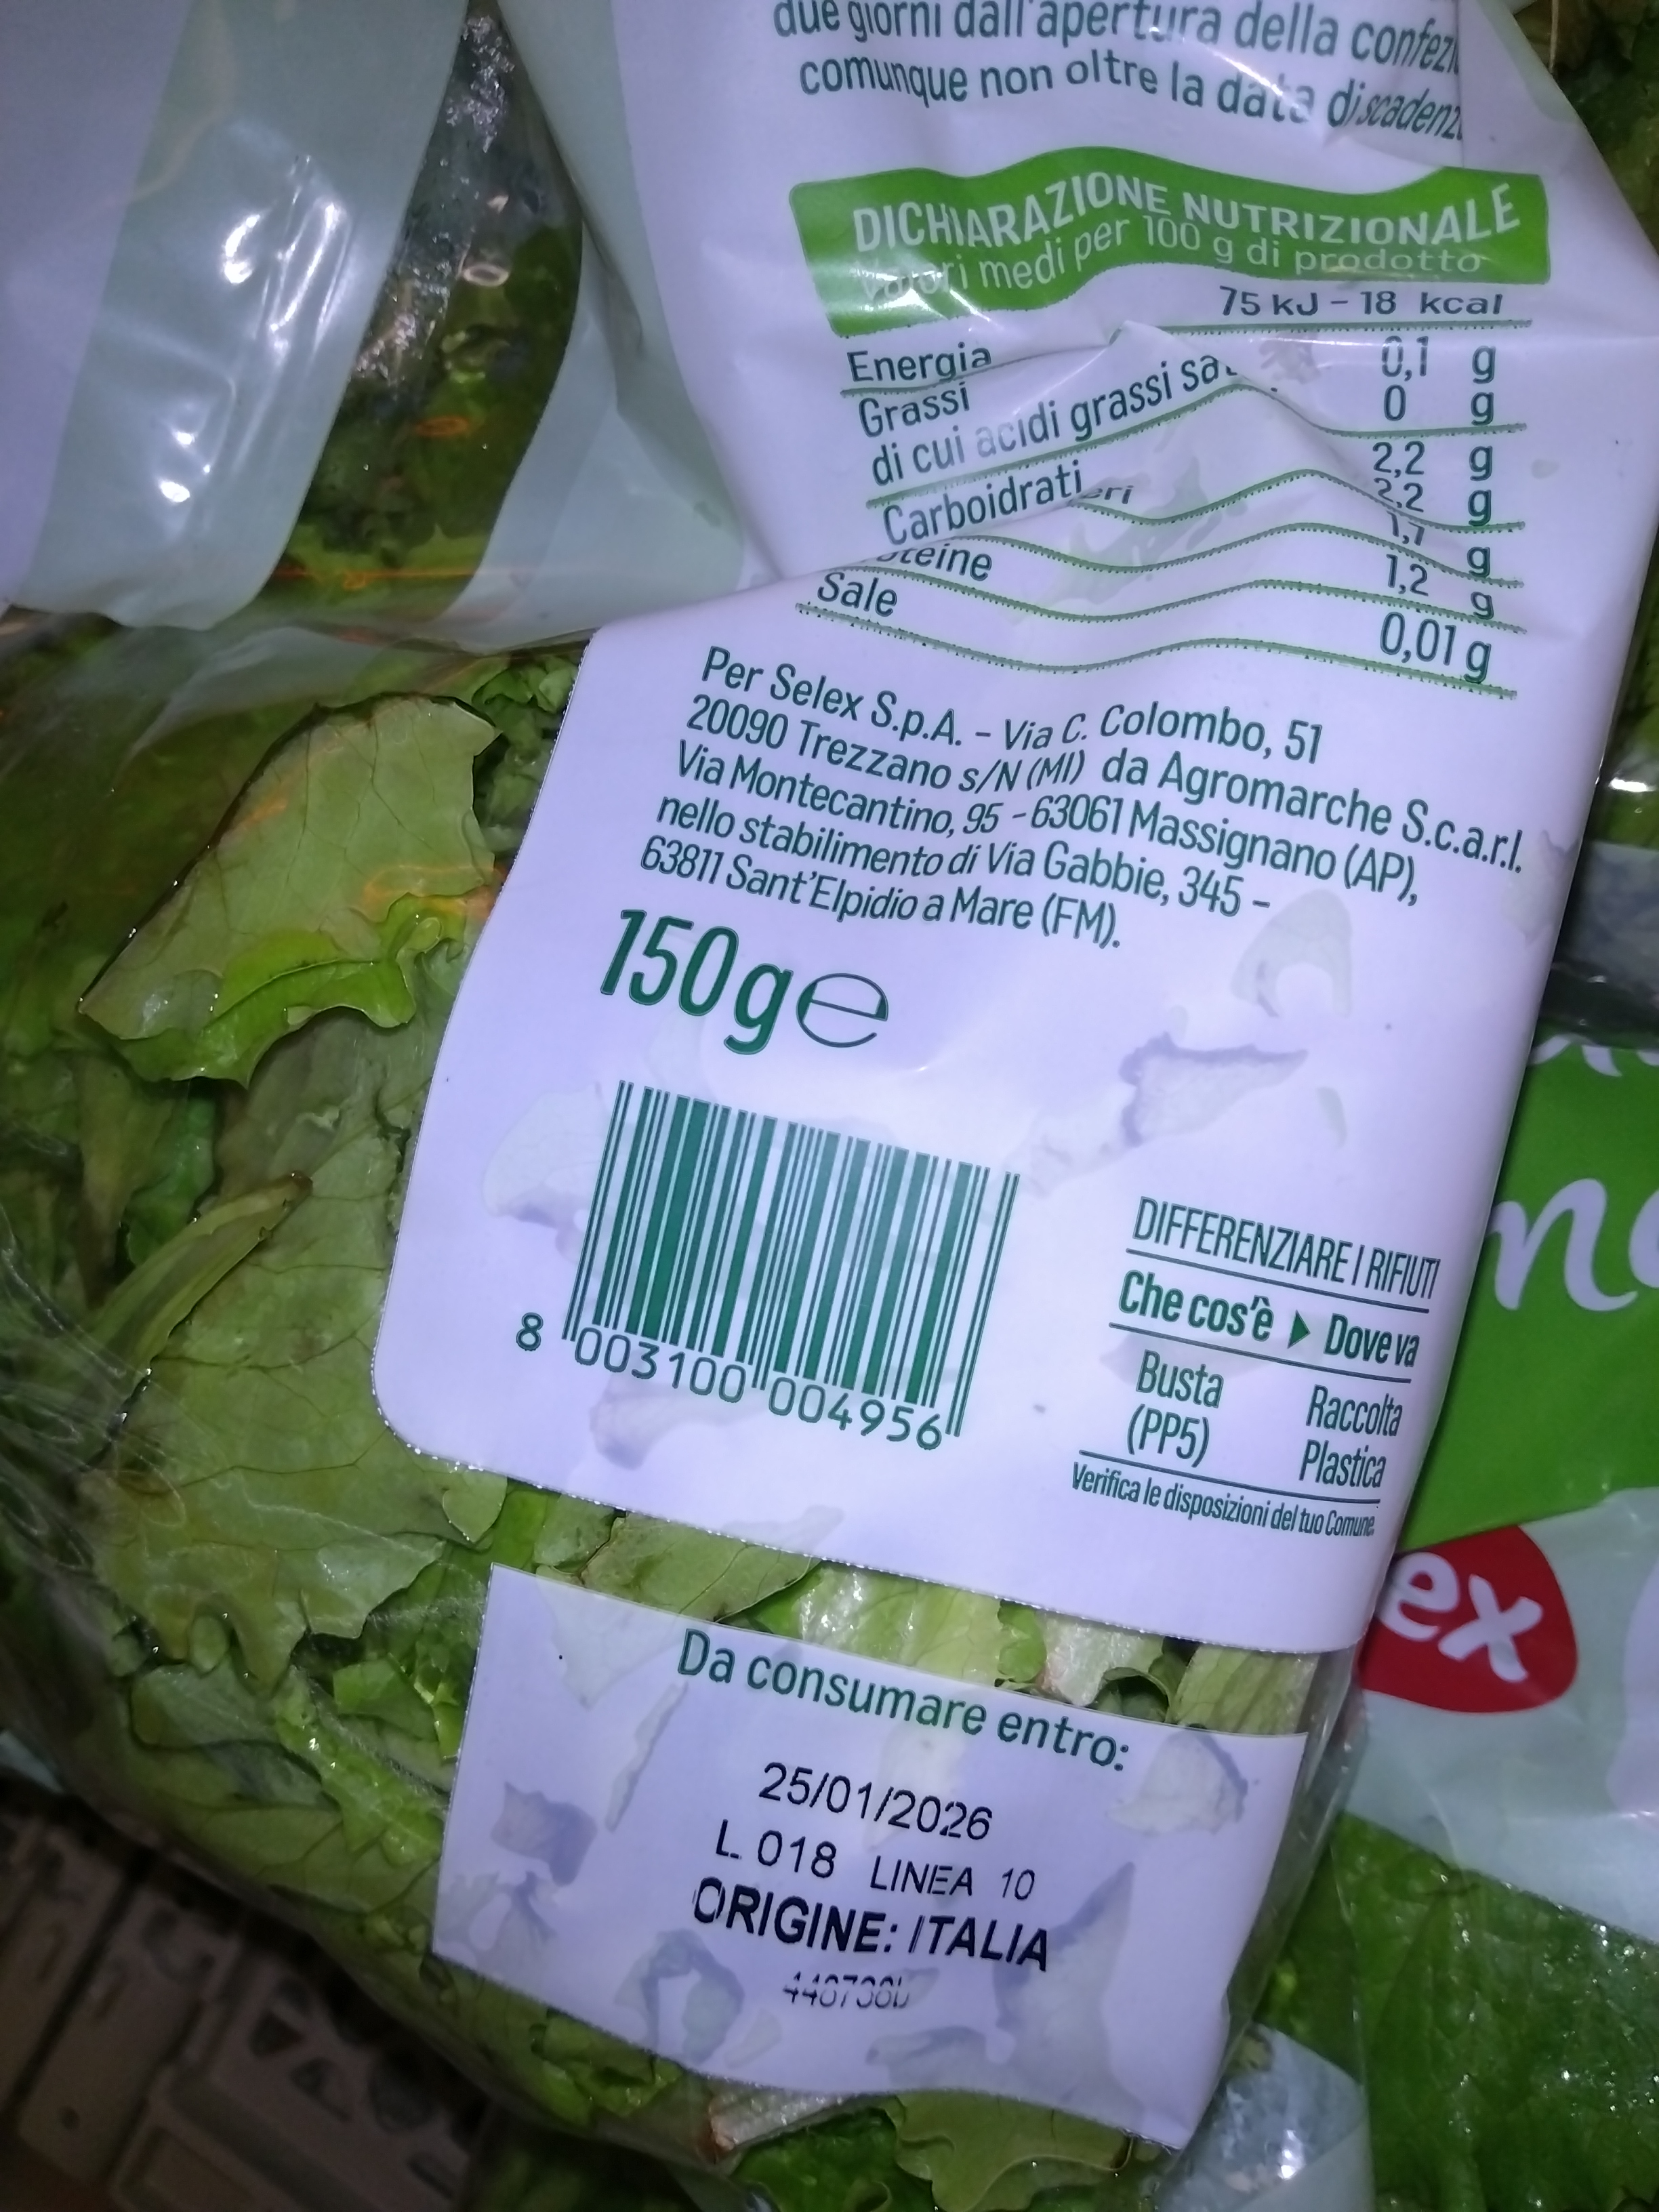 due giorni dall'apertura della
comunque non oltre la data di
DICHIARAZIONE NUTRIZIONALE
Valori medi per 100 g di prodotto
75 kJ - 18 kcal
Energia
Grassi 0,1 g
di cui acidi grassi 0 g
Carboidrati 2,2 g
2,2 g
g
1,2 g
Sale 0,01 g
Per Selex S.p.A. - Via C. Colombo, 51
20090 Trezzano s/N (MI) da Agromarche S.c.a.r.l.
Via Montecantino, 95 - 63061 Massignano (AP),
nello stabilimento di Via Gabbie, 345 -
63811 Sant'Elpidio a Mare (FM).
150 g e
8 003100 004956
DIFFERENZIARE I RIFIUTI
Che cos'è ▶ Dove va
Busta Raccolta
(PP5) Plastica
Verifica le disposizioni del tuo Comune.
ex
Da consumare entro:
25/01/2026
L. 018 LINEA 10
ORIGINE: ITALIA